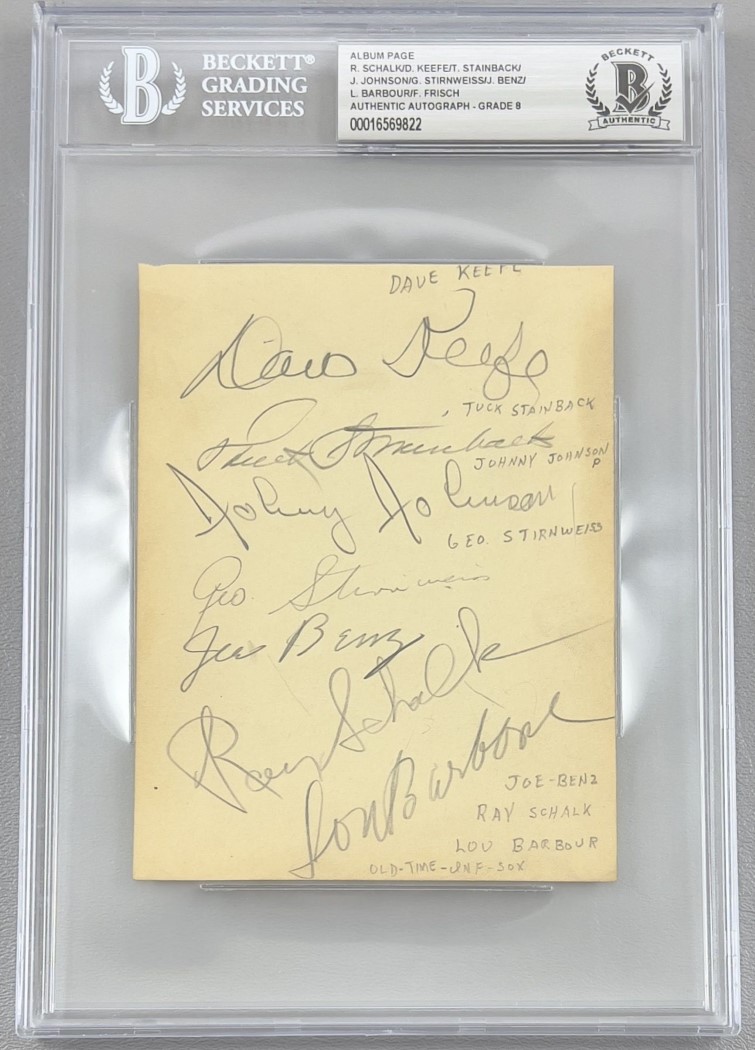 BECKETT®
GRADING
SERVICES
ALBUM PAGE
R. SCHALK/D. KEEFE/T. STAINBACK/
J. JOHNSON/G. STIRNWEISS/J. BENZ/
L. BARBOUR/F. FRISCH
AUTHENTIC AUTOGRAPH - GRADE 8
00016569822
BECKETT
AUTHENTIC
DAVE KEEFE
Dave Keefe
TUCK STAINBACK
Tuck Stainback
JOHNNY JOHNSON
P
Johnny Johnson
GEO. STIRNWEISS
Geo. Stirnweiss
Joe Benz
Ray Schalk
Lou Barbour
JOE-BENZ
RAY SCHALK
LOU BARBOUR
OLD-TIME-INF-SOX